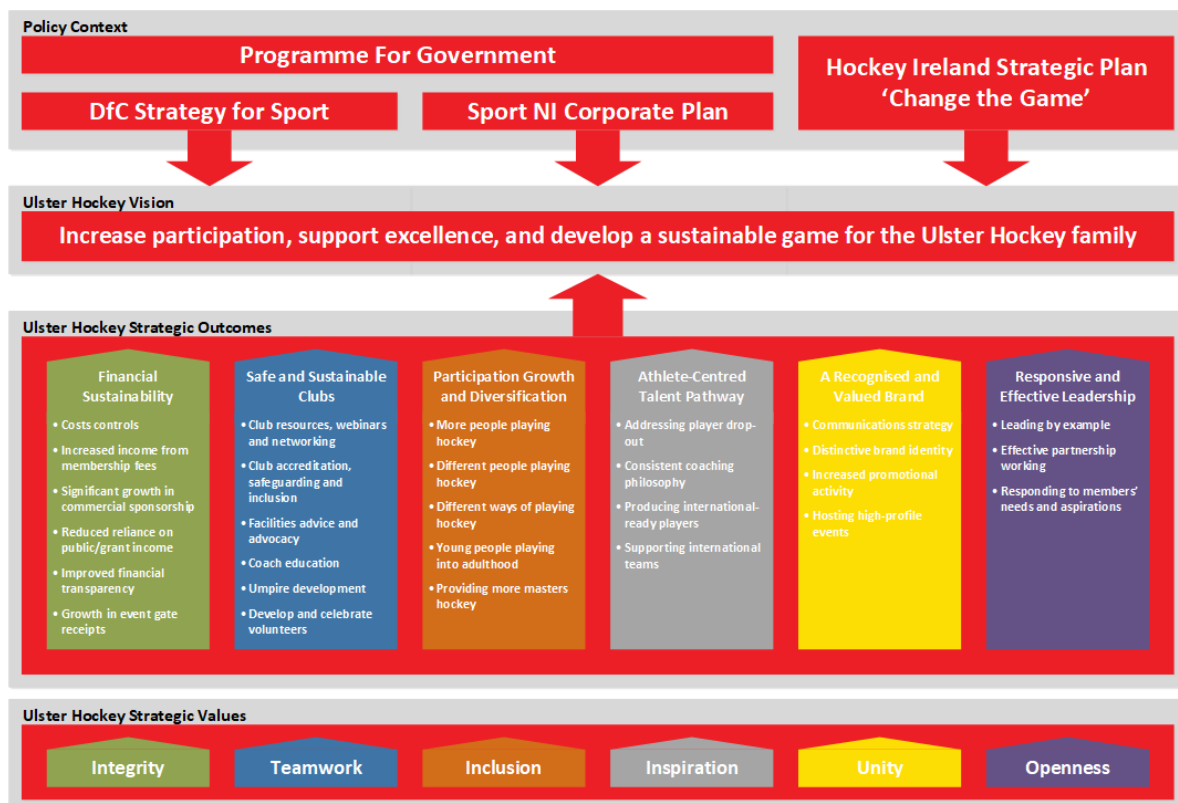 Policy Context
Programme For Government
DfC Strategy for Sport
Sport NI Corporate Plan
Hockey Ireland Strategic Plan
‘Change the Game’
Ulster Hockey Vision
Increase participation, support excellence, and develop a sustainable game for the Ulster Hockey family
Ulster Hockey Strategic Outcomes
Financial
Sustainability
• Costs controls
• Increased income from
membership fees
• Significant growth in
commercial sponsorship
• Reduced reliance on
public/grant income
• Improved financial
transparency
• Growth in event gate
receipts
Safe and Sustainable
Clubs
• Club resources, webinars
and networking
• Club accreditation,
safeguarding and
inclusion
• Facilities advice and
advocacy
• Coach education
• Umpire development
• Develop and celebrate
volunteers
Participation Growth
and Diversification
• More people playing
hockey
• Different people playing
hockey
• Different ways of playing
hockey
• Young people playing
into adulthood
• Providing more masters
hockey
Athlete-Centred
Talent Pathway
• Addressing player drop-
out
• Consistent coaching
philosophy
• Producing international-
ready players
• Supporting international
teams
A Recognised and
Valued Brand
• Communications strategy
• Distinctive brand identity
• Increased promotional
activity
• Hosting high-profile
events
Responsive and
Effective Leadership
• Leading by example
• Effective partnership
working
• Responding to members’
needs and aspirations
Ulster Hockey Strategic Values
Integrity
Teamwork
Inclusion
Inspiration
Unity
Openness